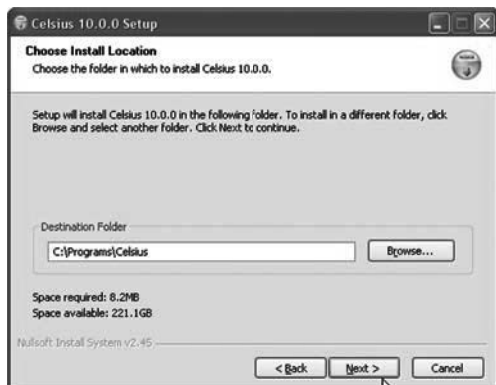 Celsius 10.0.0 Setup
Choose Install Location
Choose the folder in which to install Celsius 10.0.0.
Setup will install Celsius 10.0.0 in the following folder. To install in a different folder, click
Browse and select another folder. Click Next to continue.
Destination Folder
C:\Programs\Celsius
Browse...
Space required: 8.2MB
Space available: 221.1GB
Nullsoft Install System v2.45
< Back
Next >
Cancel